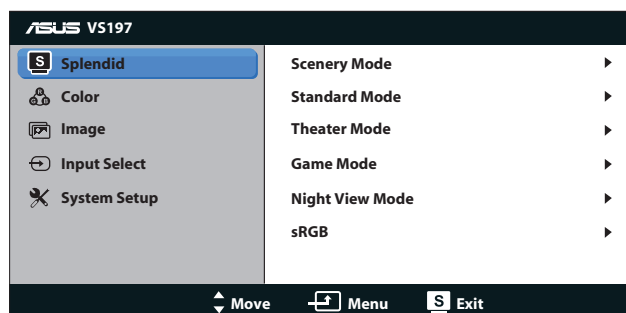 ASUS VS197
S Splendid
Color
Image
Input Select
System Setup
Scenery Mode
Standard Mode
Theater Mode
Game Mode
Night View Mode
sRGB
Move Menu S Exit